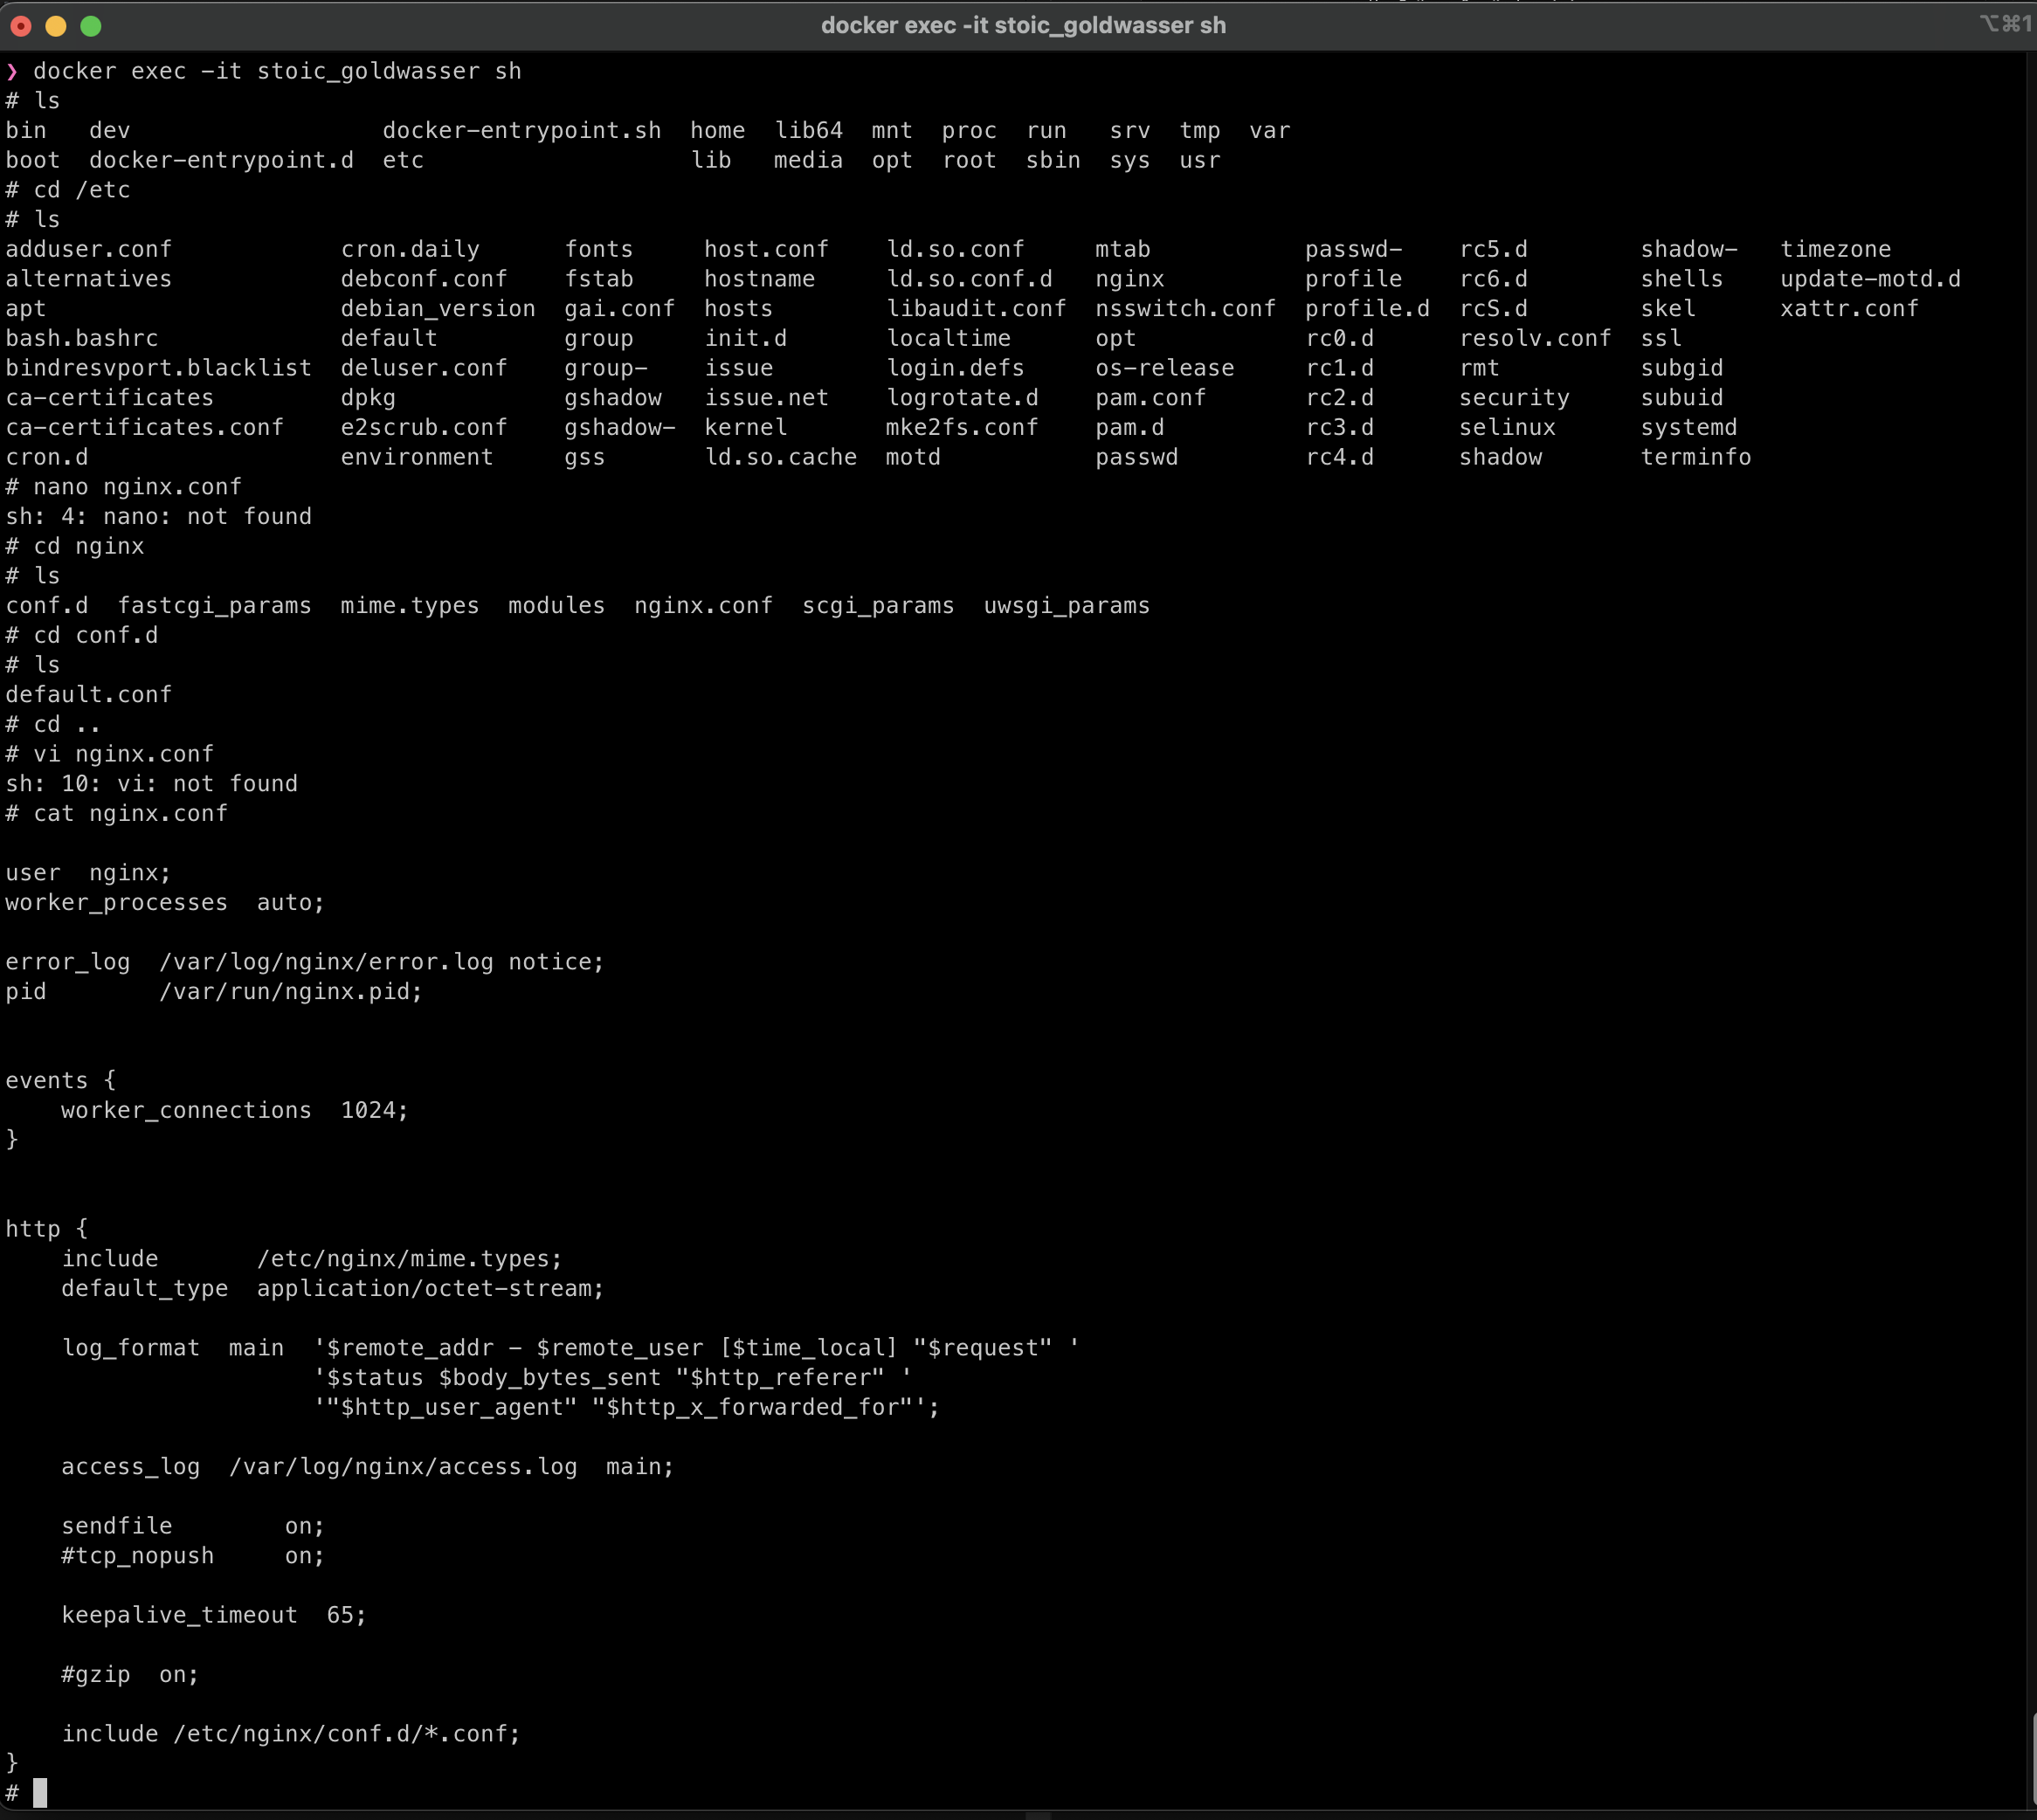 docker exec -it stoic_goldwasser sh
⌥⌘1
❯ docker exec -it stoic_goldwasser sh
# ls
bin   dev                  docker-entrypoint.sh  home  lib64  mnt  proc  run   srv  tmp  var
boot  docker-entrypoint.d  etc                   lib   media  opt  root  sbin  sys  usr
# cd /etc
# ls
adduser.conf            cron.daily      fonts     host.conf    ld.so.conf     mtab           passwd-    rc5.d        shadow-   timezone
alternatives            debconf.conf    fstab     hostname     ld.so.conf.d   nginx          profile    rc6.d        shells    update-motd.d
apt                     debian_version  gai.conf  hosts        libaudit.conf  nsswitch.conf  profile.d  rcS.d        skel      xattr.conf
bash.bashrc             default         group     init.d       localtime      opt            rc0.d      resolv.conf  ssl
bindresvport.blacklist  deluser.conf    group-    issue        login.defs     os-release     rc1.d      rmt          subgid
ca-certificates         dpkg            gshadow   issue.net    logrotate.d    pam.conf       rc2.d      security     subuid
ca-certificates.conf    e2scrub.conf    gshadow-  kernel       mke2fs.conf    pam.d          rc3.d      selinux      systemd
cron.d                  environment     gss       ld.so.cache  motd           passwd         rc4.d      shadow       terminfo
# nano nginx.conf
sh: 4: nano: not found
# cd nginx
# ls
conf.d  fastcgi_params  mime.types  modules  nginx.conf  scgi_params  uwsgi_params
# cd conf.d
# ls
default.conf
# cd ..
# vi nginx.conf
sh: 10: vi: not found
# cat nginx.conf

user  nginx;
worker_processes  auto;

error_log  /var/log/nginx/error.log notice;
pid        /var/run/nginx.pid;


events {
    worker_connections  1024;
}


http {
    include       /etc/nginx/mime.types;
    default_type  application/octet-stream;

    log_format  main  '$remote_addr - $remote_user [$time_local] "$request" '
                      '$status $body_bytes_sent "$http_referer" '
                      '"$http_user_agent" "$http_x_forwarded_for"';

    access_log  /var/log/nginx/access.log  main;

    sendfile        on;
    #tcp_nopush     on;

    keepalive_timeout  65;

    #gzip  on;

    include /etc/nginx/conf.d/*.conf;
}
#